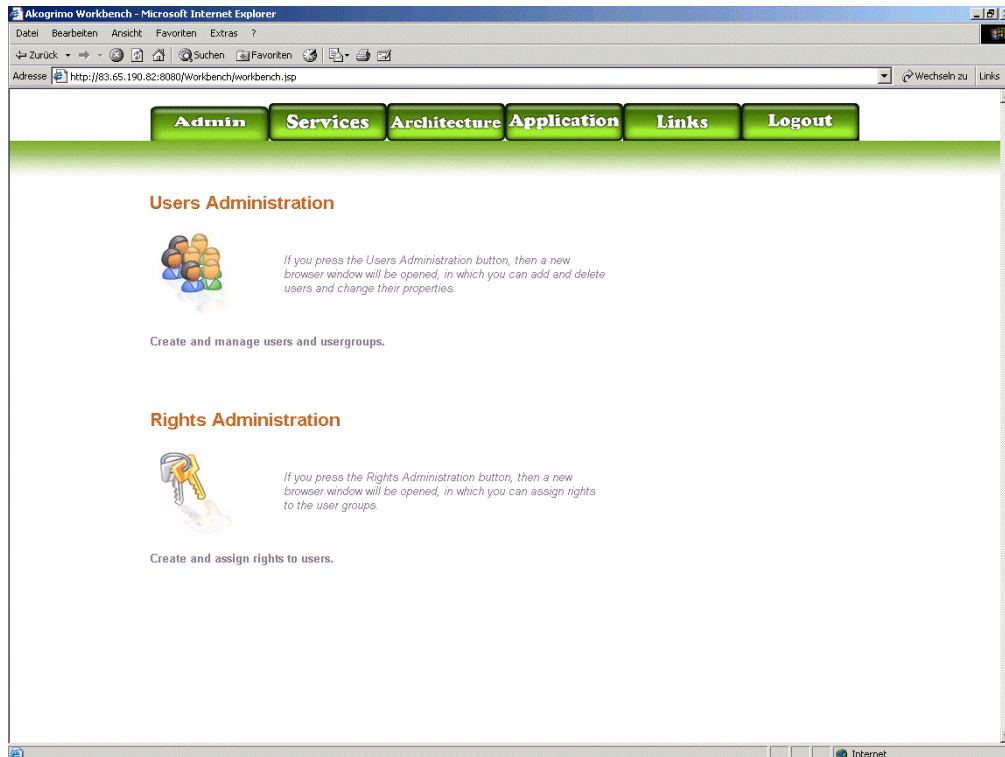 Akogrimo Workbench - Microsoft Internet Explorer
Datei Bearbeiten Ansicht Favoriten Extras ?
Zurück Suchen Favoriten
Adresse http://83.65.190.82:8080/Workbench/workbench.jsp Wechseln zu Links
Admin Services Architecture Application Links Logout
Users Administration
If you press the Users Administration button, then a new
browser window will be opened, in which you can add and delete
users and change their properties.
Create and manage users and usergroups.
Rights Administration
If you press the Rights Administration button, then a new
browser window will be opened, in which you can assign rights
to the user groups.
Create and assign rights to users.
Internet